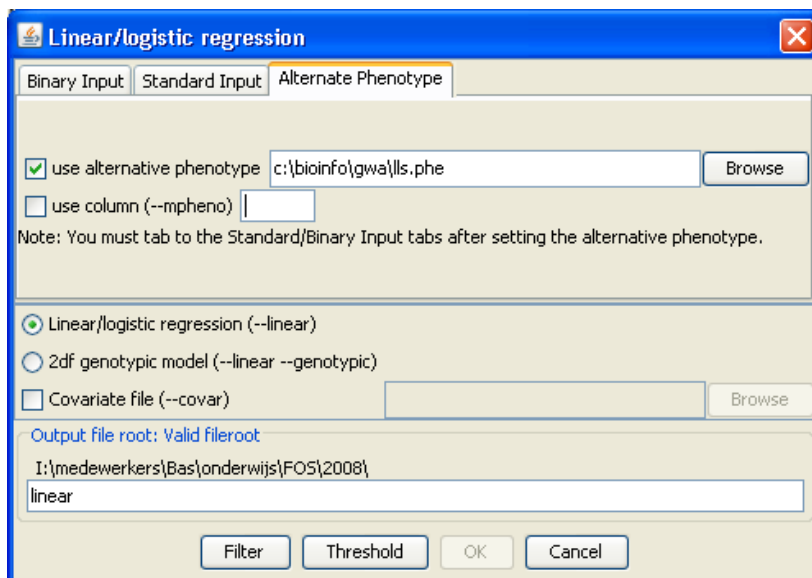 Linear/logistic regression
Binary Input Standard Input Alternate Phenotype
use alternative phenotype c:\bioinfo\gwa\lls.phe Browse
use column (--mpheno)
Note: You must tab to the Standard/Binary Input tabs after setting the alternative phenotype.
Linear/logistic regression (--linear)
2df genotypic model (--linear --genotypic)
Covariate file (--covar) Browse
Output file root: Valid fileroot
I:\medewerkers\Bas\onderwijs\FOS\2008\
linear
Filter Threshold OK Cancel